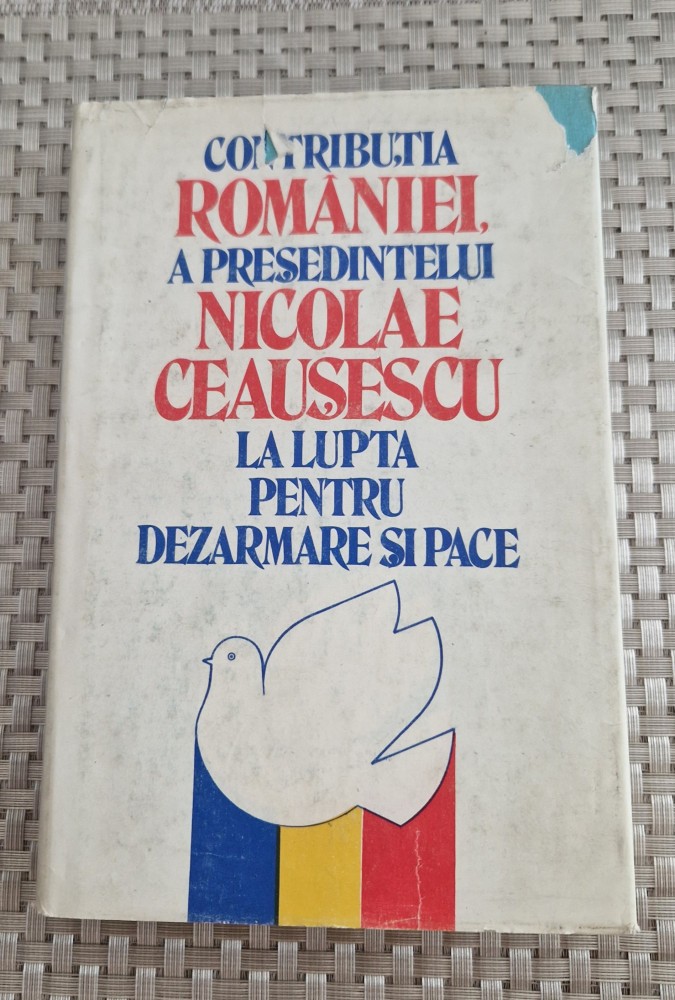 CONTRIBUȚIA
ROMÂNIEI,
A PREȘEDINTELUI
NICOLAE
CEAUȘESCU
LA LUPTA
PENTRU
DEZARMARE ȘI PACE